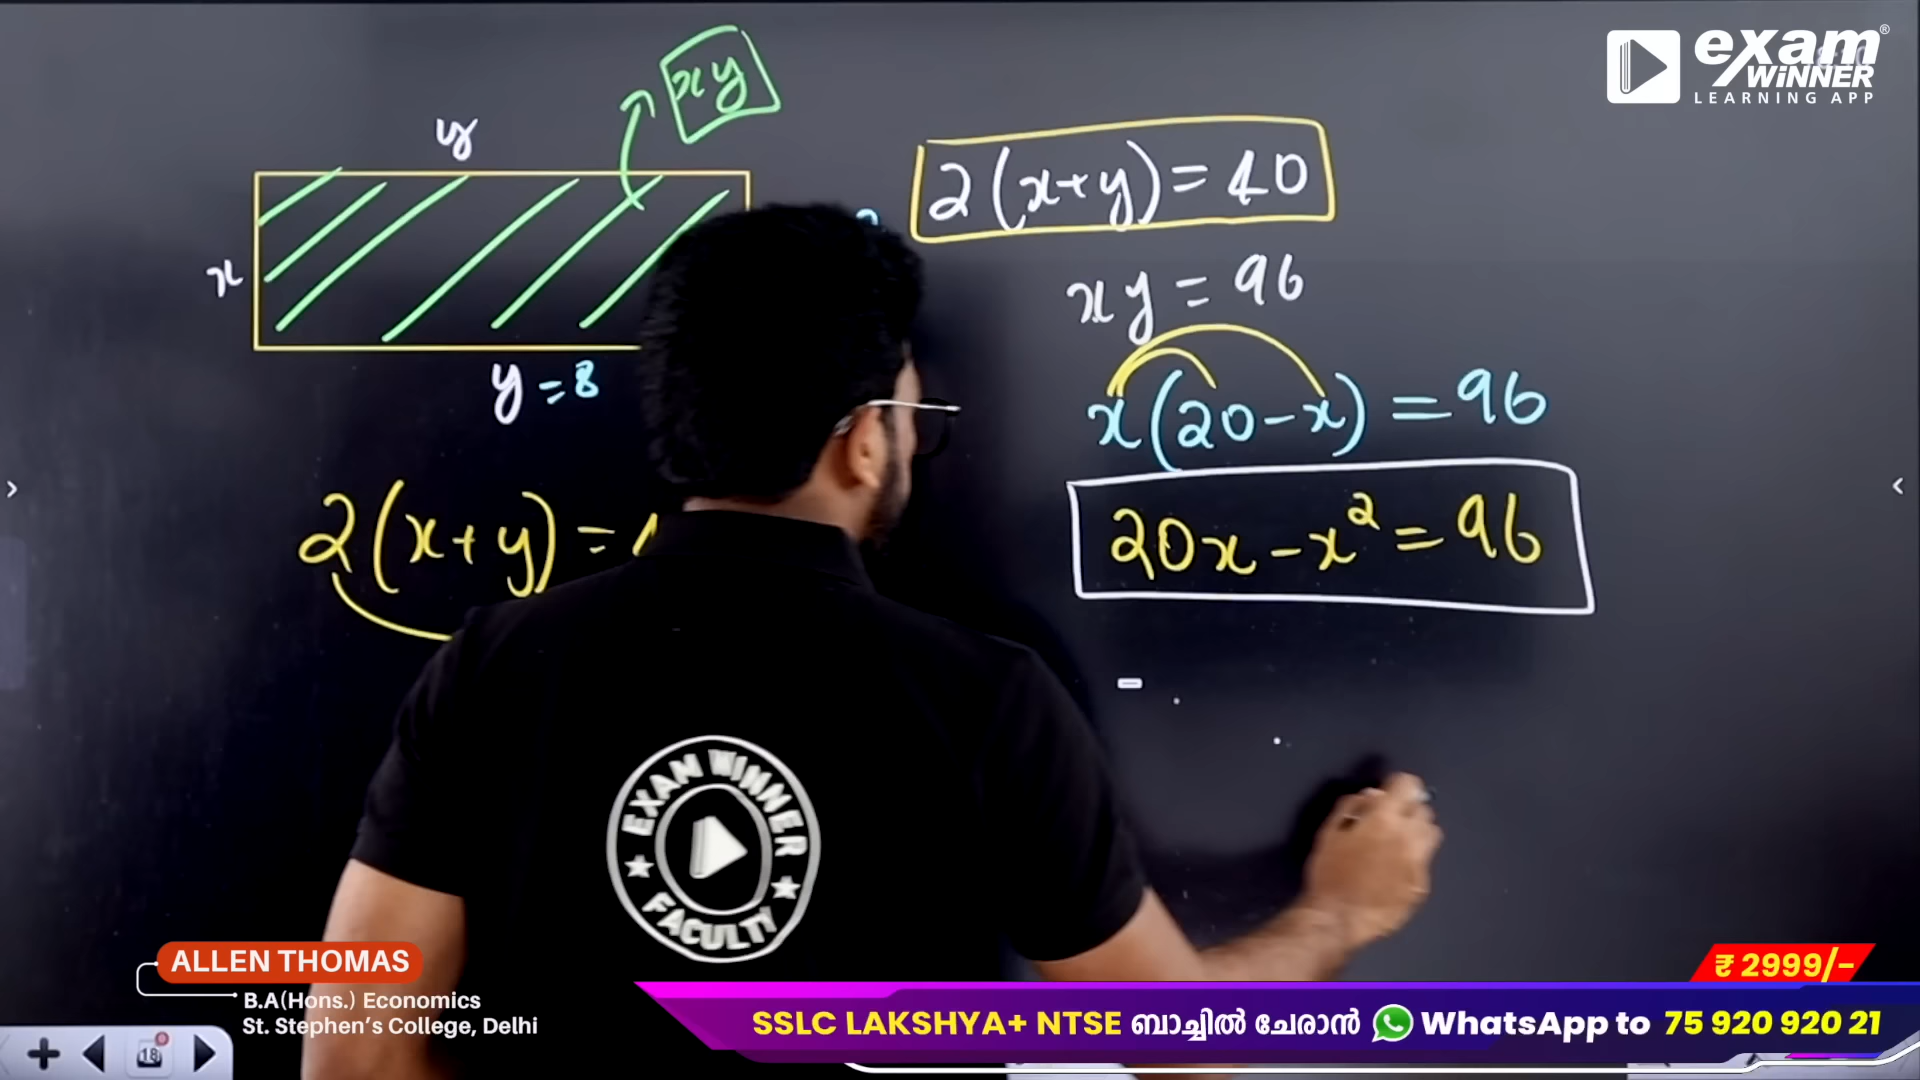 xy
y
x
y = 8
2(x+y) =
2(x+y) = 40
xy = 96
x(20-x) = 96
20x - x² = 96
exam
WINNER
LEARNING APP
EXAM WINNER
FACULTY
ALLEN THOMAS
B.A(Hons.) Economics
St. Stephen's College, Delhi
₹ 2999/-
SSLC LAKSHYA+ NTSE ബാച്ചിൽ ചേരാൻ WhatsApp to 75 920 920 21
18